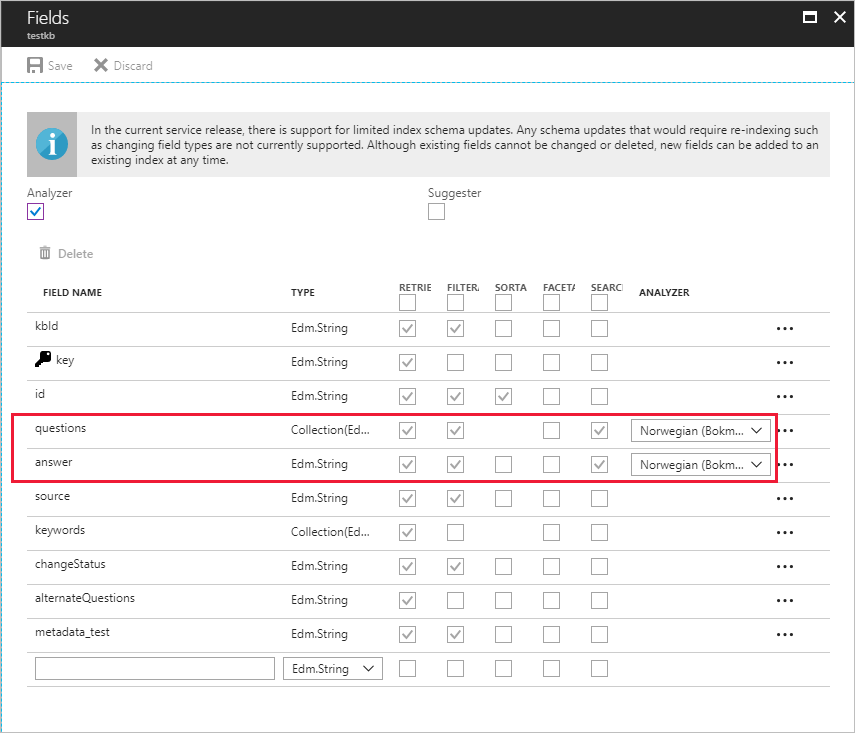 Fields
testkb
Save Discard
In the current service release, there is support for limited index schema updates. Any schema updates that would require re-indexing such
as changing field types are not currently supported. Although existing fields cannot be changed or deleted, new fields can be added to an
existing index at any time.
Analyzer Suggester
Delete
FIELD NAME TYPE RETRIE FILTERA SORTA FACETA SEARC ANALYZER
kbId Edm.String
key Edm.String
id Edm.String
questions Collection(Ed... Norwegian (Bokm...
answer Edm.String Norwegian (Bokm...
source Edm.String
keywords Collection(Ed...
changeStatus Edm.String
alternateQuestions Edm.String
metadata_test Edm.String
Edm.String